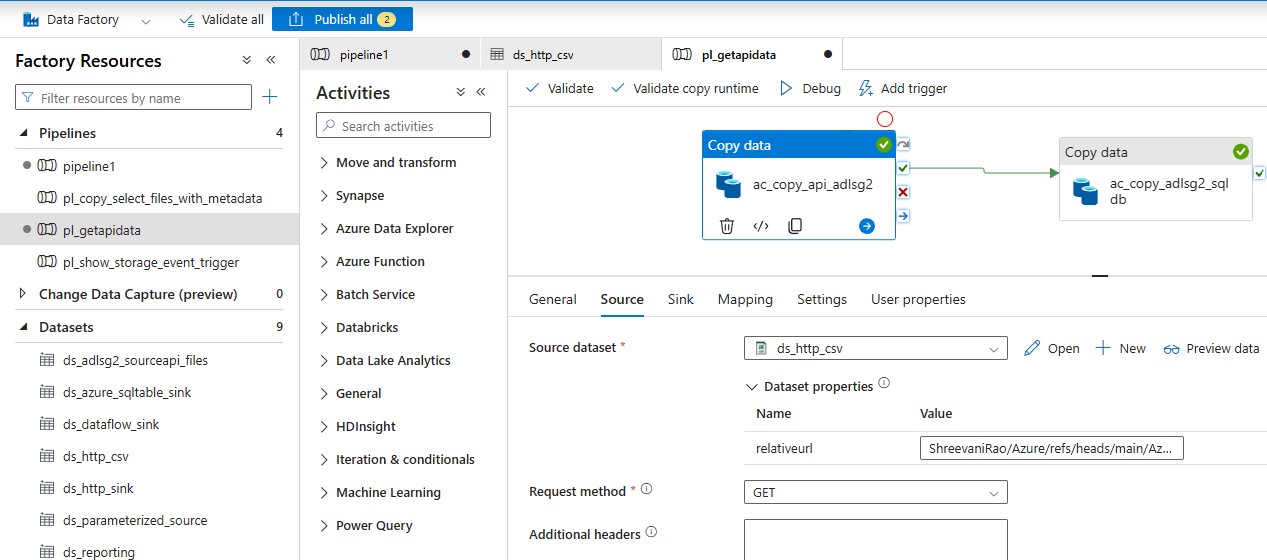 Data Factory
Validate all
Publish all 2
Factory Resources
Filter resources by name
Pipelines 4
pipeline1
pl_copy_select_files_with_metadata
pl_getapidata
pl_show_storage_event_trigger
Change Data Capture (preview) 0
Datasets 9
ds_adlsg2_sourceapi_files
ds_azure_sqltable_sink
ds_dataflow_sink
ds_http_csv
ds_http_sink
ds_parameterized_source
ds_reporting
pipeline1
ds_http_csv
pl_getapidata
Activities
Search activities
Move and transform
Synapse
Azure Data Explorer
Azure Function
Batch Service
Databricks
Data Lake Analytics
General
HDInsight
Iteration & conditionals
Machine Learning
Power Query
Validate
Validate copy runtime
Debug
Add trigger
Copy data
ac_copy_api_adlsg2
Copy data
ac_copy_adlsg2_sql
db
General
Source
Sink
Mapping
Settings
User properties
Source dataset *
ds_http_csv
Open
New
Preview data
Dataset properties
Name Value
relativeurl ShreevaniRao/Azure/refs/heads/main/Az...
Request method *
GET
Additional headers